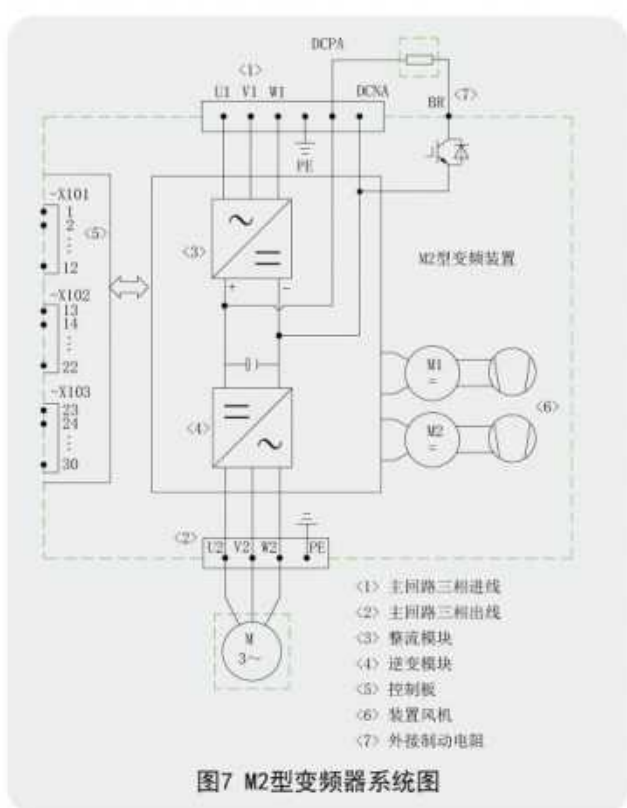 DCPA
<1>
U1 V1 W1
DCNA
BR <7>
PE
-X101
1
2
<5>
12
<3>
M2型变频装置
+ -
-X102
13
14
22
M1
=
-X103
23
24
30
<4>
M2
=
<6>
<2>
U2 V2 W2 PE
M
3~
<1> 主回路三相进线
<2> 主回路三相出线
<3> 整流模块
<4> 逆变模块
<5> 控制板
<6> 装置风机
<7> 外接制动电阻
图7 M2型变频器系统图